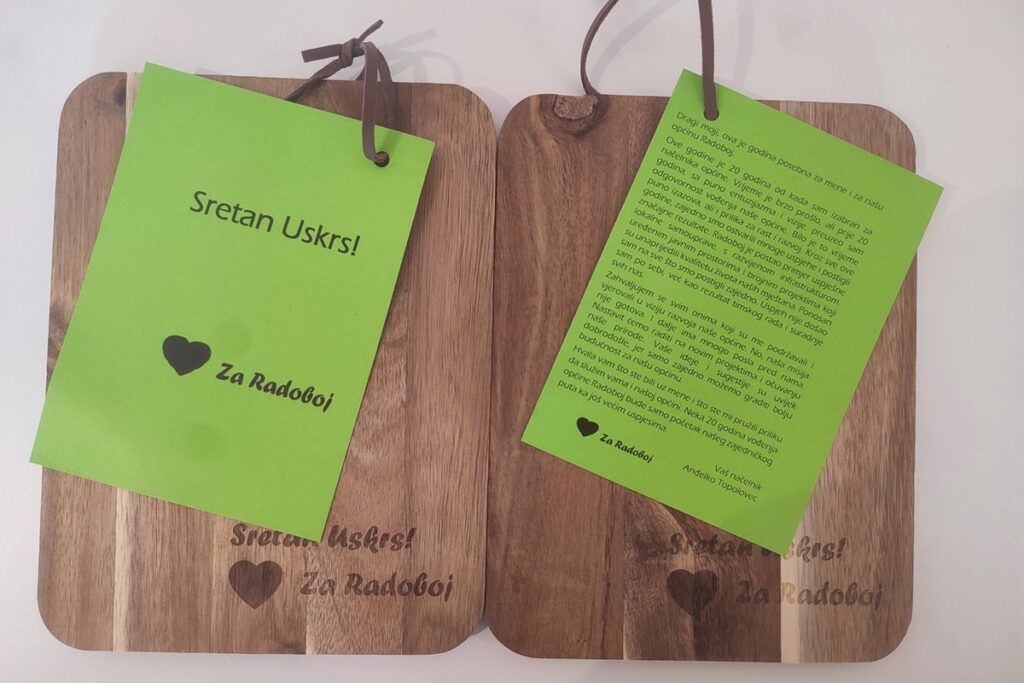 Sretan Uskrs!
Za Radoboj
Sretan Uskrs!
Za Radoboj
Dragi moji, ova je godina posebna za mene i za našu
općinu Radoboj.
Ove godine je 20 godina od kada sam izabran za
načelnika općine. Vrijeme je brzo prošlo, ali prije 20
godina, sa puno entuzijazma i vizije, preuzeo sam
odgovornost vođenja naše općine. Bilo je to vrijeme
puno izazova, ali i prilika za rast i razvoj. Kroz sve ove
godine, zajedno smo ostvarili mnoge uspjehe i postigli
značajne rezultate. Radoboj je postao primjer uspješne
lokalne samouprave, s razvijenom infrastrukturom,
uređenim javnim prostorima i brojnim projektima koji
su unaprijedili kvalitetu života naših mještana. Ponosan
sam na sve što smo postigli zajedno. Uspjeh nije došao
sam po sebi, već kao rezultat timskog rada i suradnje
svih nas.
Zahvaljujem se svim onima koji su me podržavali i
vjerovali u viziju razvoja naše općine. No, naša misija
nije gotova. I dalje ima mnogo posla pred nama.
Nastavit ćemo raditi na novim projektima i očuvanju
naše prirode. Vaše ideje i sugestije su uvijek
dobrodošle, jer samo zajedno možemo graditi bolju
budućnost za našu općinu.
Hvala vam što ste bili uz mene i što ste mi pružili priliku
da služim vama i našoj općini. Neka 20 godina vođenja
općine Radoboj bude samo početak našeg zajedničkog
puta ka još većim uspjesima.
Za Radoboj
Vaš načelnik
Anđelko Topolovec
Sretan Uskrs!
Za Radoboj